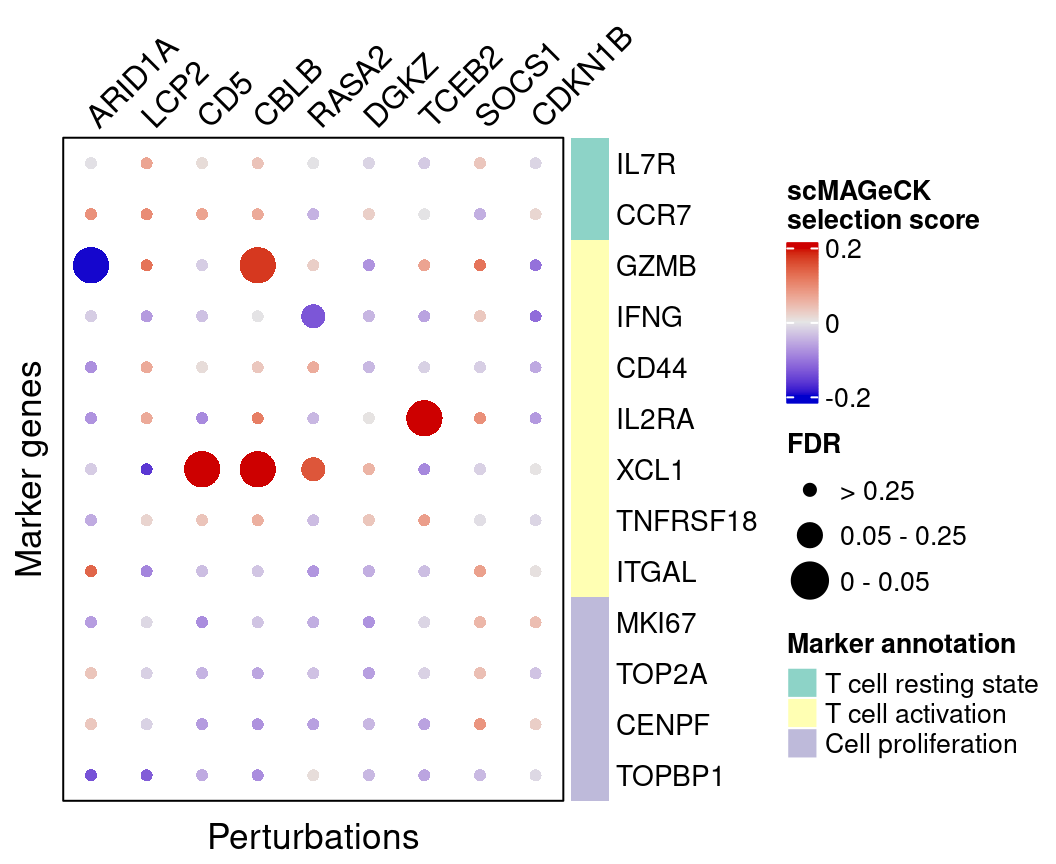 ARID1A
LCP2
CD5
CBLB
RASA2
DGKZ
TCEB2
SOCS1
CDKN1B
IL7R
CCR7
GZMB
IFNG
CD44
IL2RA
XCL1
TNFRSF18
ITGAL
MKI67
TOP2A
CENPF
TOPBP1
Marker genes
Perturbations
scMAGeCK
selection score
0.2
0
-0.2
FDR
> 0.25
0.05 - 0.25
0 - 0.05
Marker annotation
T cell resting state
T cell activation
Cell proliferation